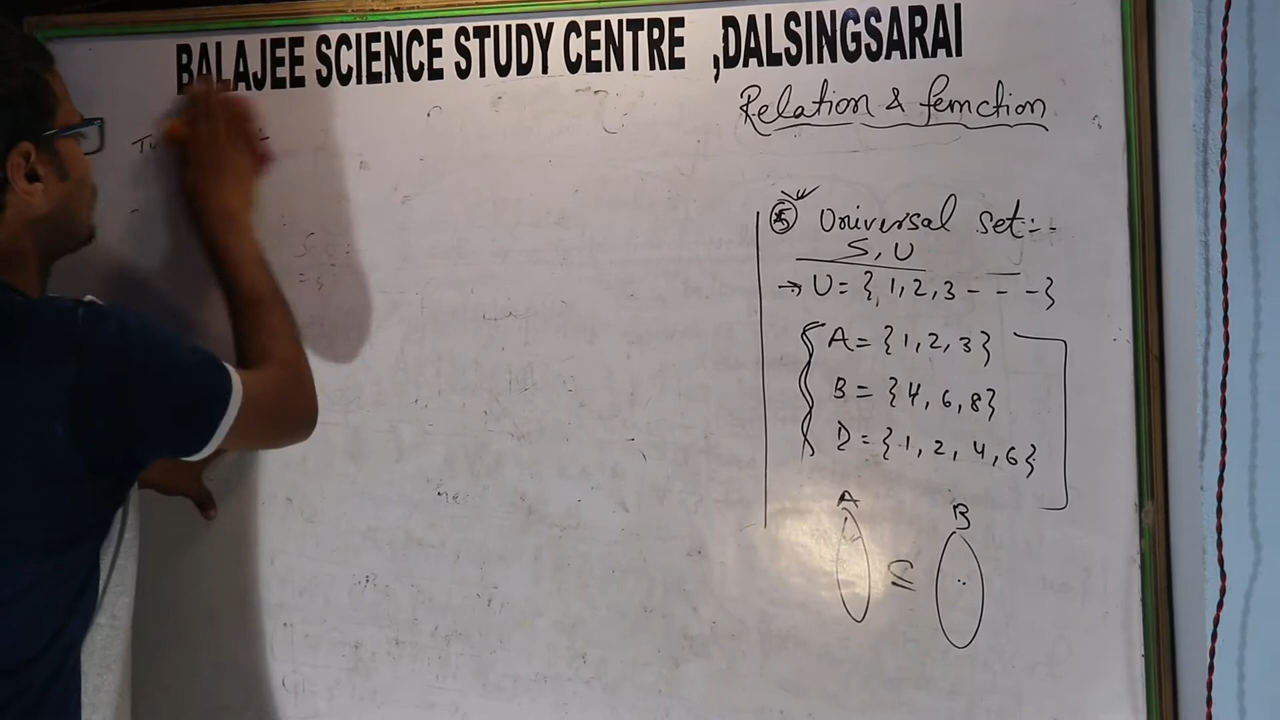 BALAJEE SCIENCE STUDY CENTRE ,DALSINGSARAI
Relation & femction
⑤ Universal set:-
S, U
→ U = {1, 2, 3 - - -}
A = {1, 2, 3}
B = {4, 6, 8}
D = {1, 2, 4, 6}
A ⊆ B